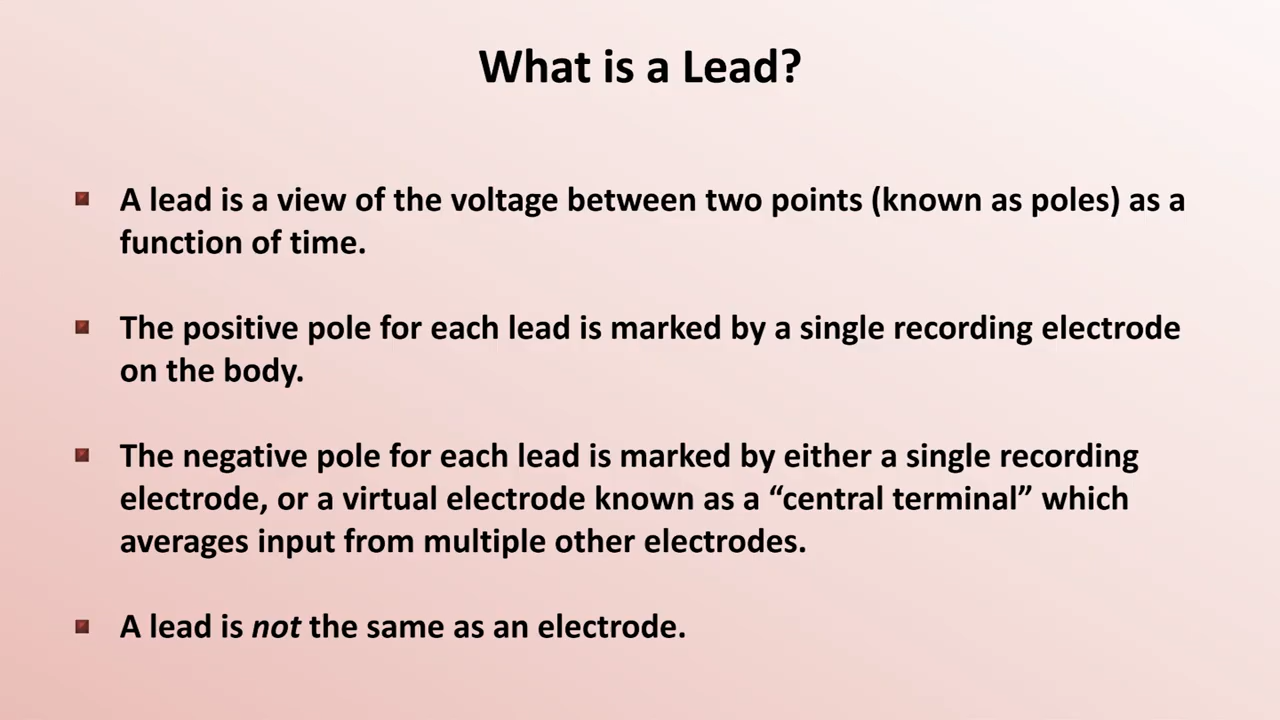 What is a Lead?
A lead is a view of the voltage between two points (known as poles) as a
function of time.
The positive pole for each lead is marked by a single recording electrode
on the body.
The negative pole for each lead is marked by either a single recording
electrode, or a virtual electrode known as a “central terminal” which
averages input from multiple other electrodes.
A lead is not the same as an electrode.